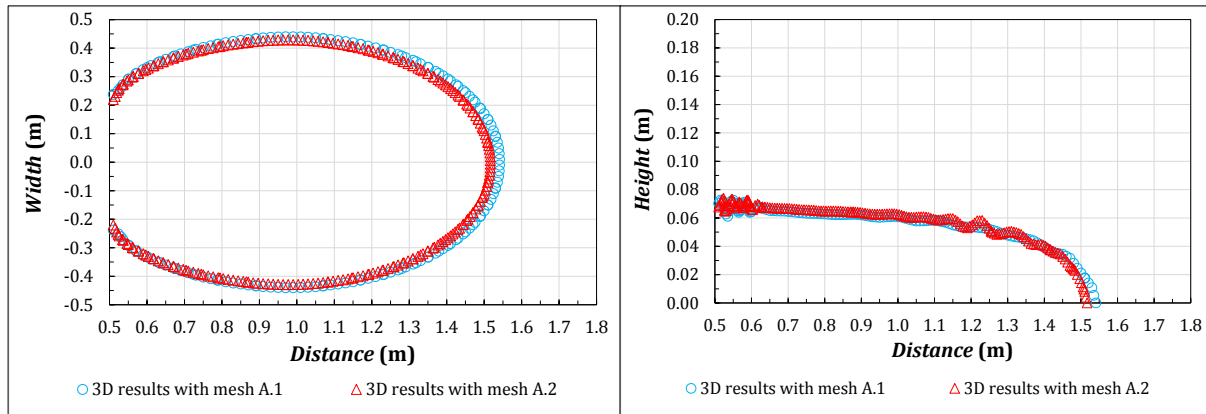 0.5
0.4
0.3
0.2
0.1
0.0
-0.1
-0.2
-0.3
-0.4
-0.5
Width (m)
0.5 0.6 0.7 0.8 0.9 1.0 1.1 1.2 1.3 1.4 1.5 1.6 1.7 1.8
Distance (m)
3D results with mesh A.1 3D results with mesh A.2
0.20
0.18
0.16
0.14
0.12
0.10
0.08
0.06
0.04
0.02
0.00
Height (m)
0.5 0.6 0.7 0.8 0.9 1.0 1.1 1.2 1.3 1.4 1.5 1.6 1.7 1.8
Distance (m)
3D results with mesh A.1 3D results with mesh A.2